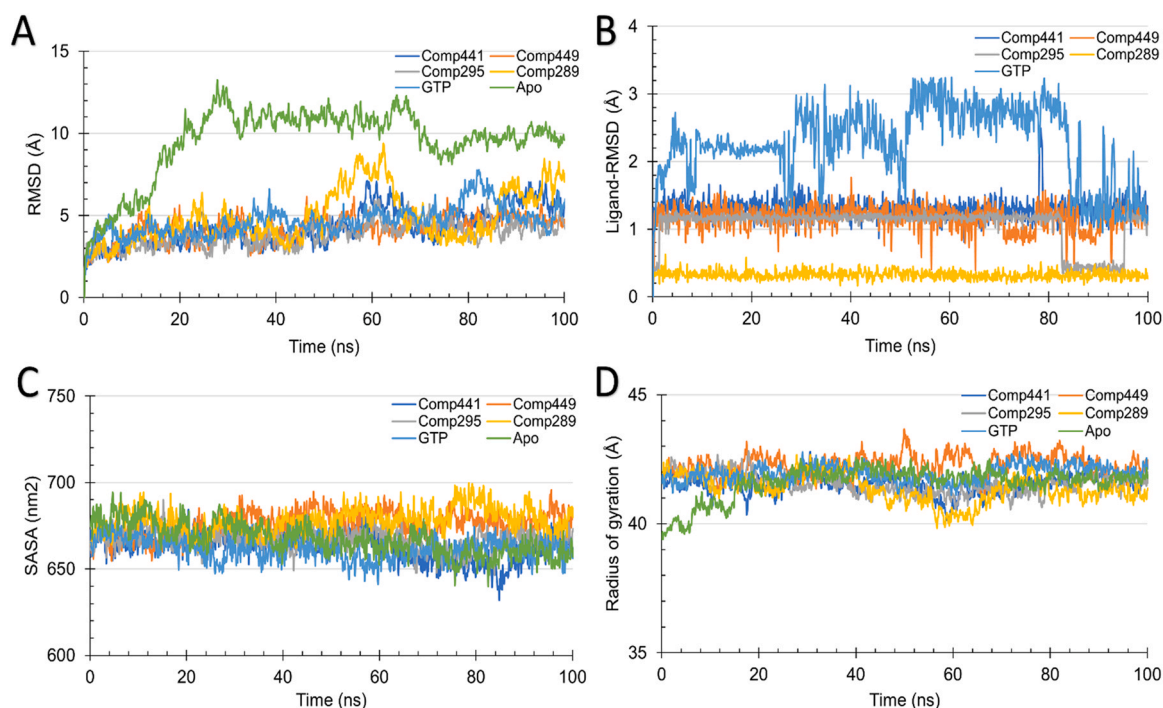 A
RMSD (Å)
15
10
5
0
0 20 40 60 80 100
Time (ns)
Comp441 Comp449
Comp295 Comp289
GTP Apo
B
Ligand-RMSD (Å)
4
3
2
1
0
0 20 40 60 80 100
Time (ns)
Comp441 Comp449
Comp295 Comp289
GTP
C
SASA (nm2)
750
700
650
600
0 20 40 60 80 100
Time (ns)
Comp441 Comp449
Comp295 Comp289
GTP Apo
D
Radius of gyration (Å)
45
40
35
0 20 40 60 80 100
Time (ns)
Comp441 Comp449
Comp295 Comp289
GTP Apo